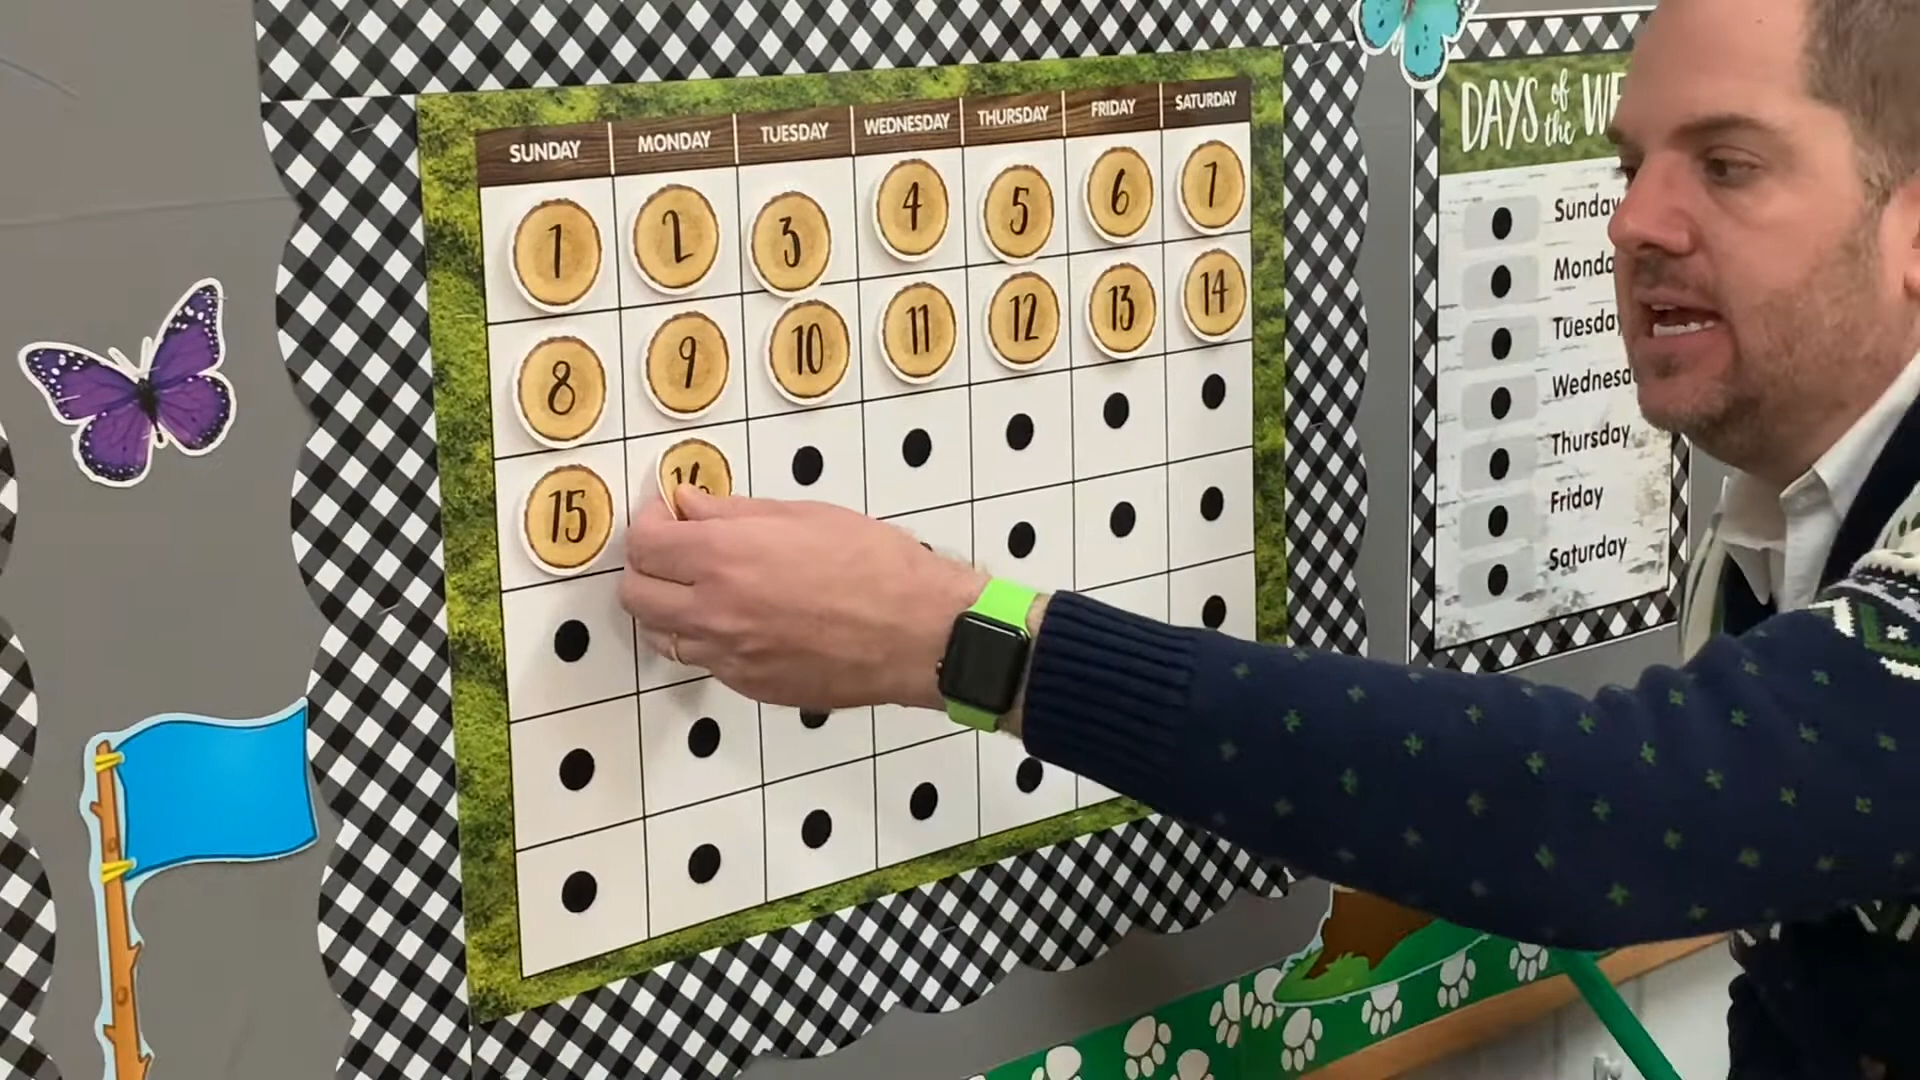 SUNDAY MONDAY TUESDAY WEDNESDAY THURSDAY FRIDAY SATURDAY
1 2 3 4 5 6 7
8 9 10 11 12 13 14
15 16
DAYS of the
Sunday
Tuesday
Thursday
Friday
Saturday